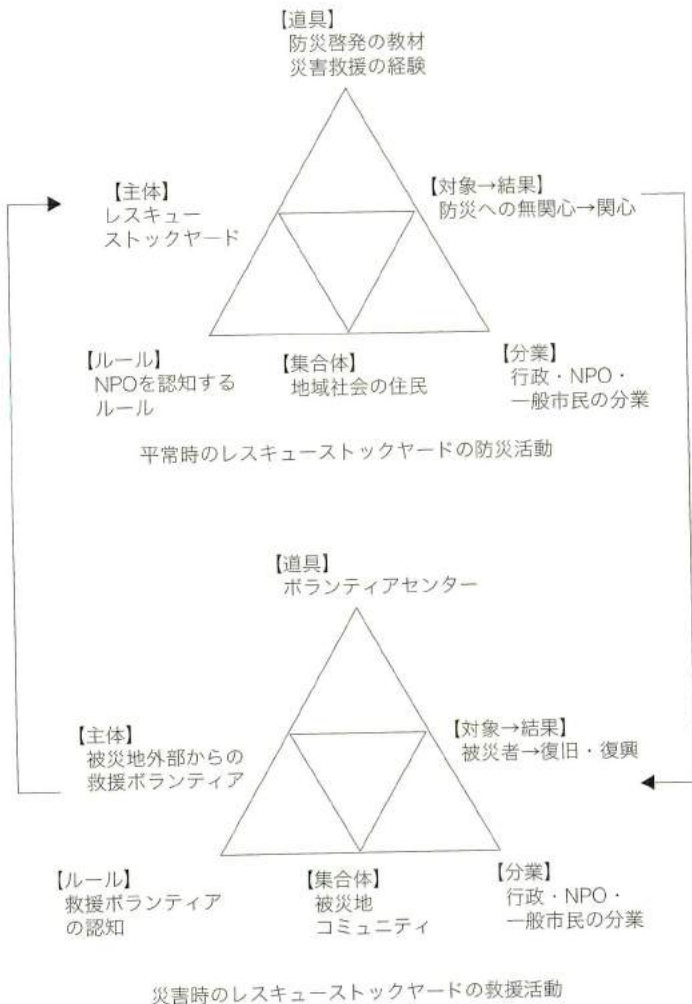 【道具】
防災啓発の教材
災害救援の経験
【主体】
レスキュー
ストックヤード
【対象→結果】
防災への無関心→関心
【ルール】
NPOを認知する
ルール
【集合体】
地域社会の住民
【分業】
行政・NPO・
一般市民の分業
平常時のレスキューストックヤードの防災活動
【道具】
ボランティアセンター
【主体】
被災地外部からの
救援ボランティア
【対象→結果】
被災者→復旧・復興
【ルール】
救援ボランティア
の認知
【集合体】
被災地
コミュニティ
【分業】
行政・NPO・
一般市民の分業
災害時のレスキューストックヤードの救援活動